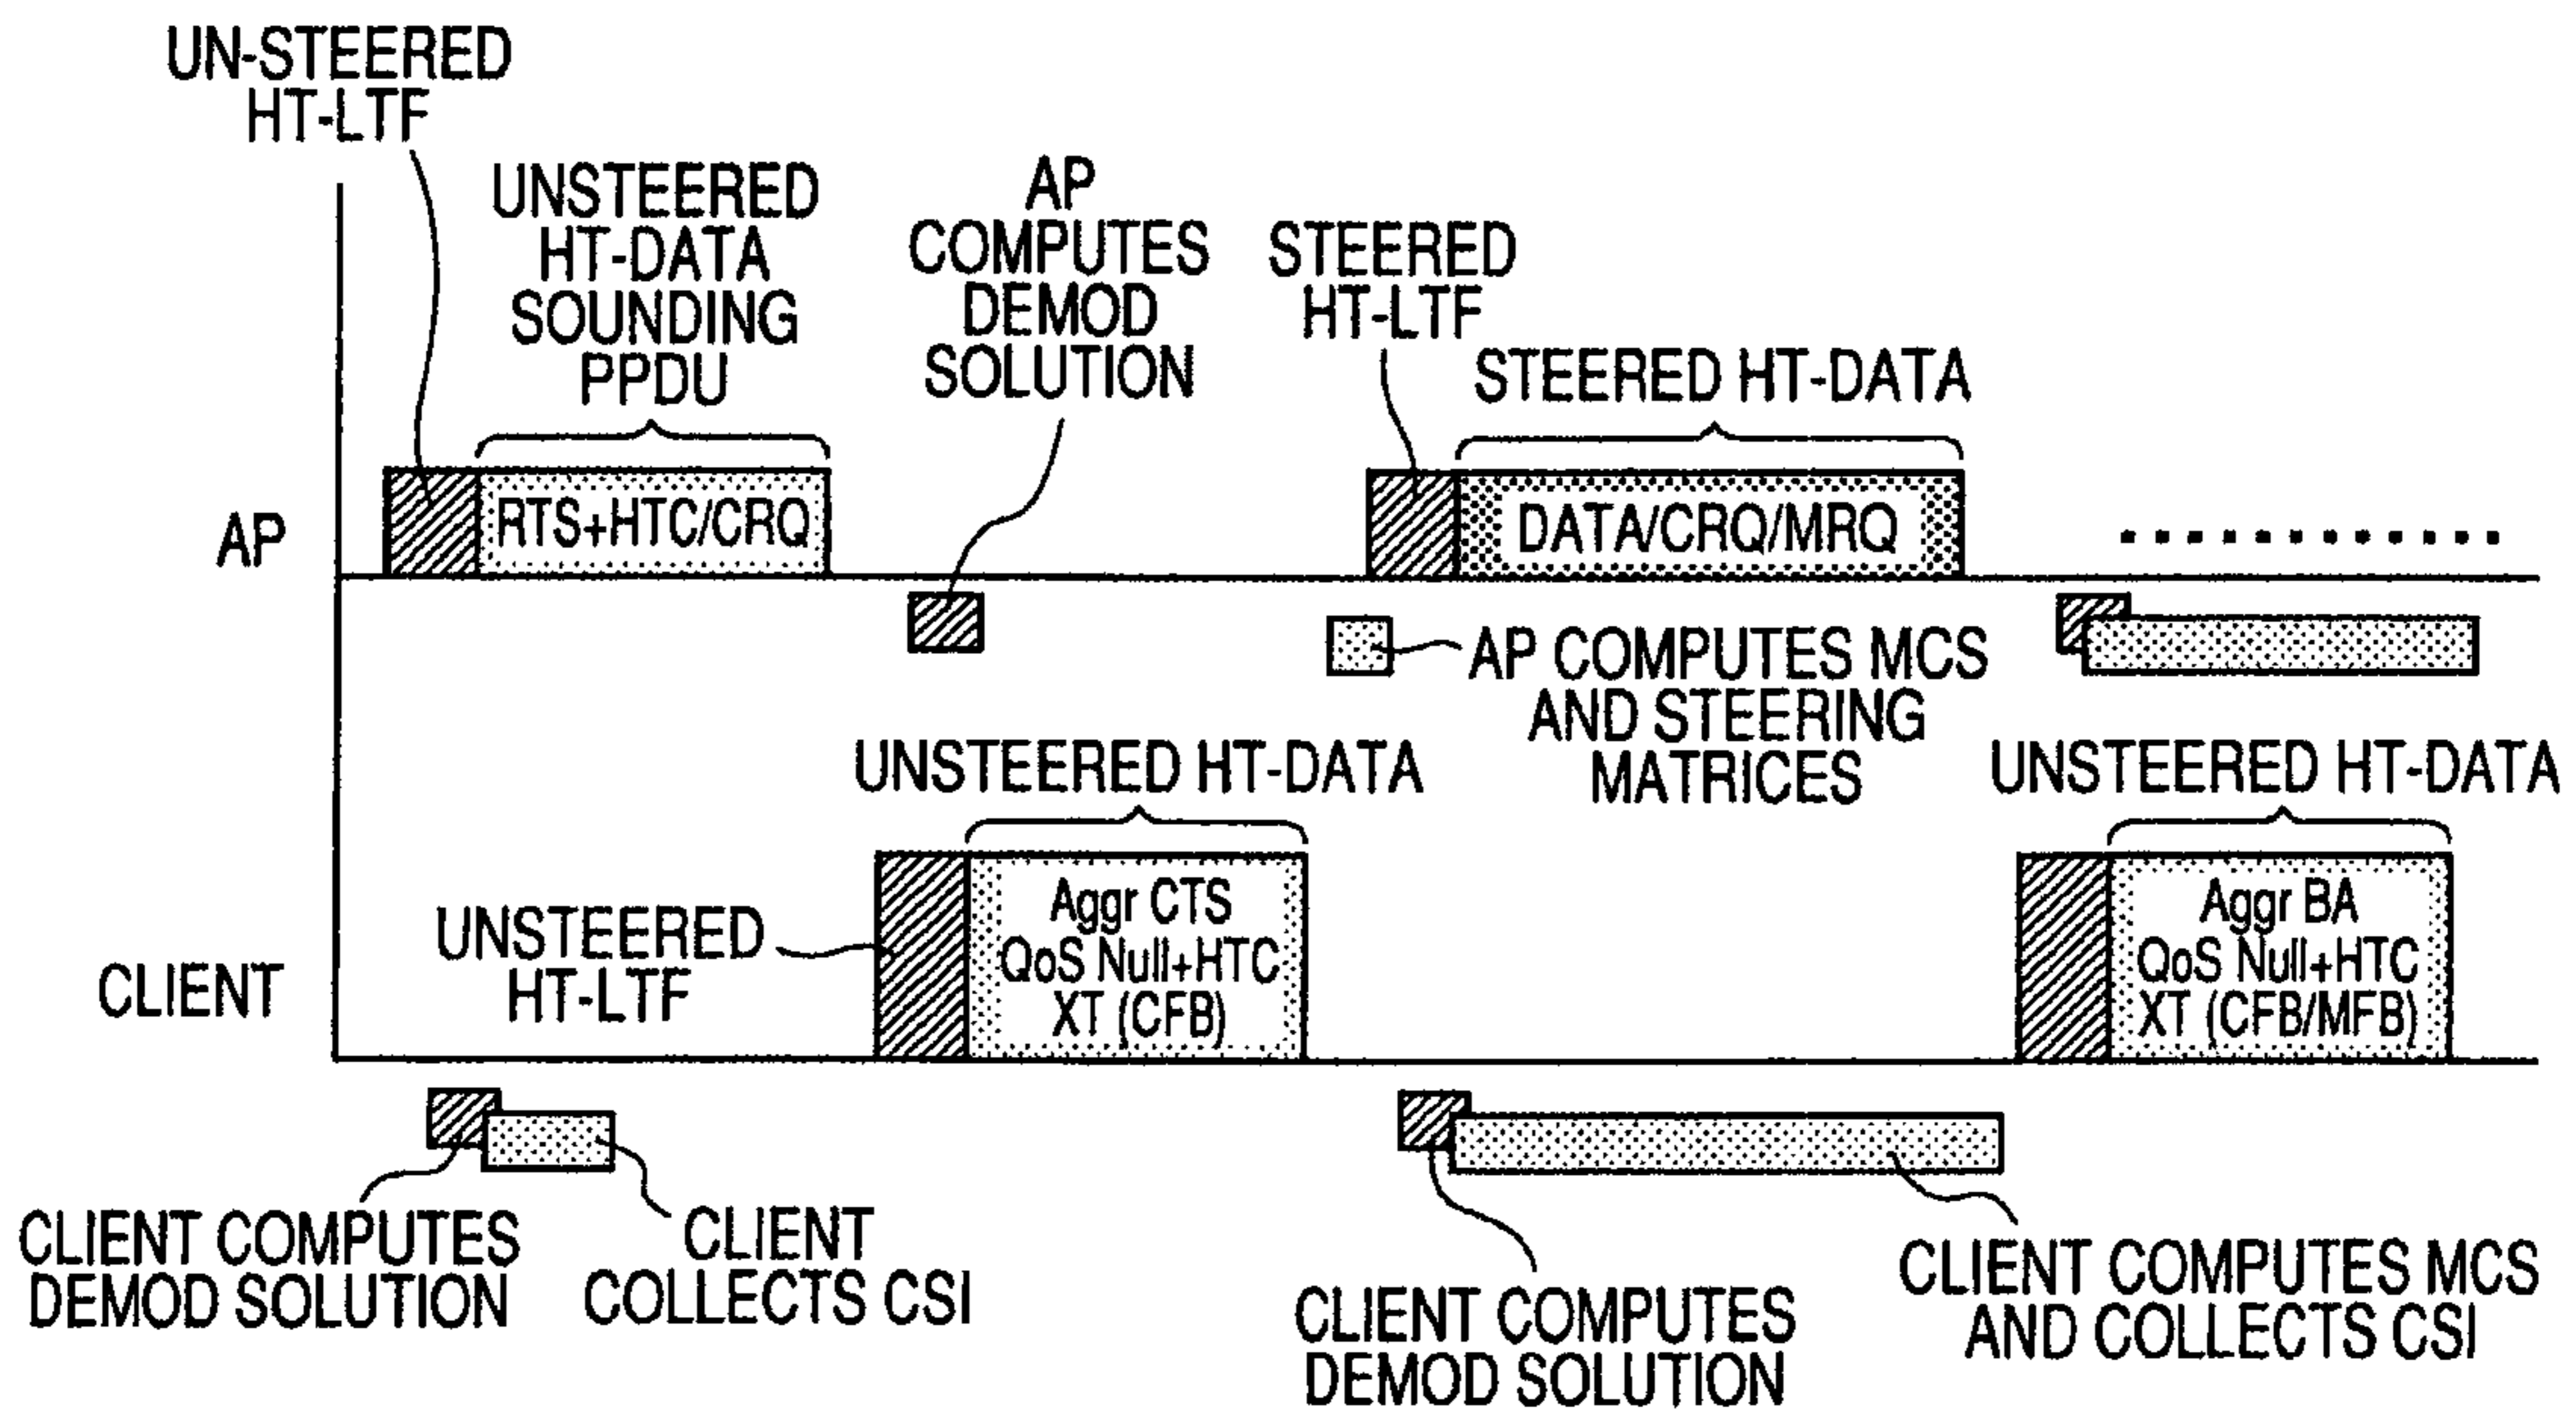 UN-STEERED
HT-LTF
UNSTEERED
HT-DATA
SOUNDING
PPDU
AP
COMPUTES
DEMOD
SOLUTION
STEERED
HT-LTF
STEERED HT-DATA
AP
RTS+HTC/CRQ
DATA/CRQ/MRQ
AP COMPUTES MCS
AND STEERING
MATRICES
UNSTEERED HT-DATA
UNSTEERED HT-DATA
CLIENT
UNSTEERED
HT-LTF
Aggr CTS
QoS Null+HTC
XT (CFB)
Aggr BA
QoS Null+HTC
XT (CFB/MFB)
CLIENT COMPUTES
DEMOD SOLUTION
CLIENT
COLLECTS CSI
CLIENT COMPUTES
DEMOD SOLUTION
CLIENT COMPUTES MCS
AND COLLECTS CSI